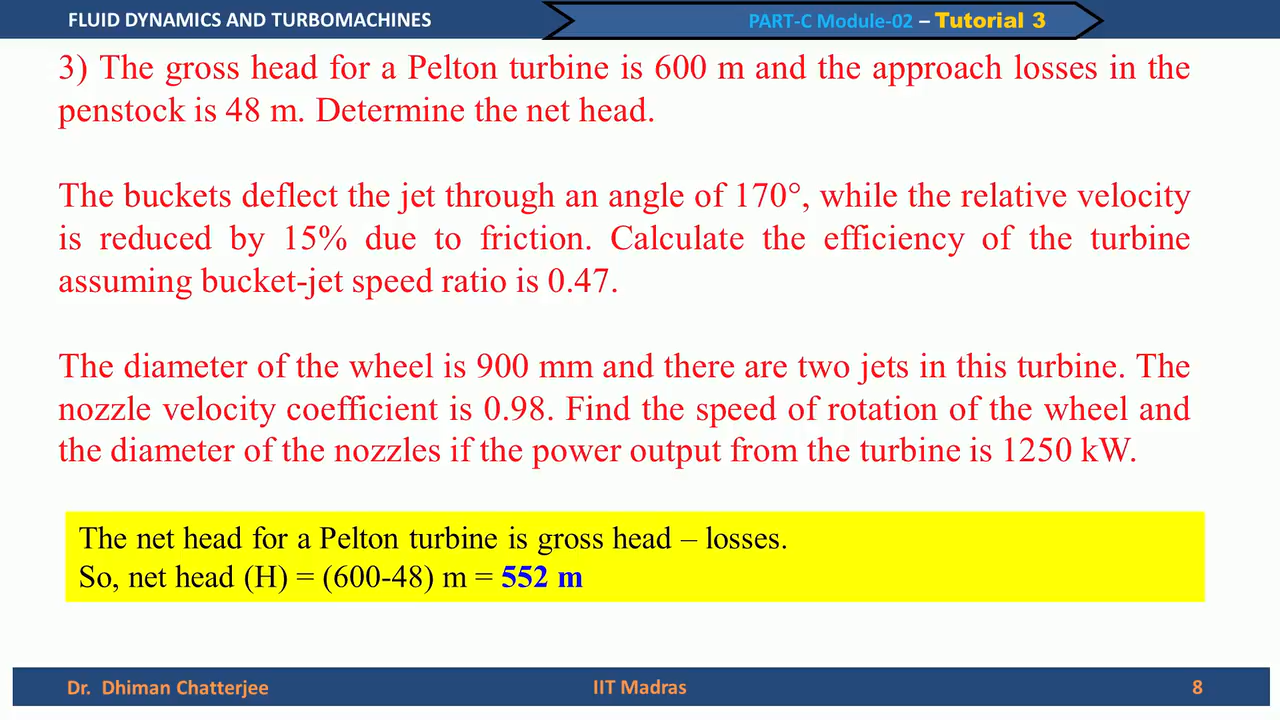 FLUID DYNAMICS AND TURBOMACHINES
PART-C Module-02 – Tutorial 3
3) The gross head for a Pelton turbine is 600 m and the approach losses in the
penstock is 48 m. Determine the net head.
The buckets deflect the jet through an angle of 170°, while the relative velocity
is reduced by 15% due to friction. Calculate the efficiency of the turbine
assuming bucket-jet speed ratio is 0.47.
The diameter of the wheel is 900 mm and there are two jets in this turbine. The
nozzle velocity coefficient is 0.98. Find the speed of rotation of the wheel and
the diameter of the nozzles if the power output from the turbine is 1250 kW.
The net head for a Pelton turbine is gross head – losses.
So, net head (H) = (600-48) m = 552 m
Dr. Dhiman Chatterjee
IIT Madras
8